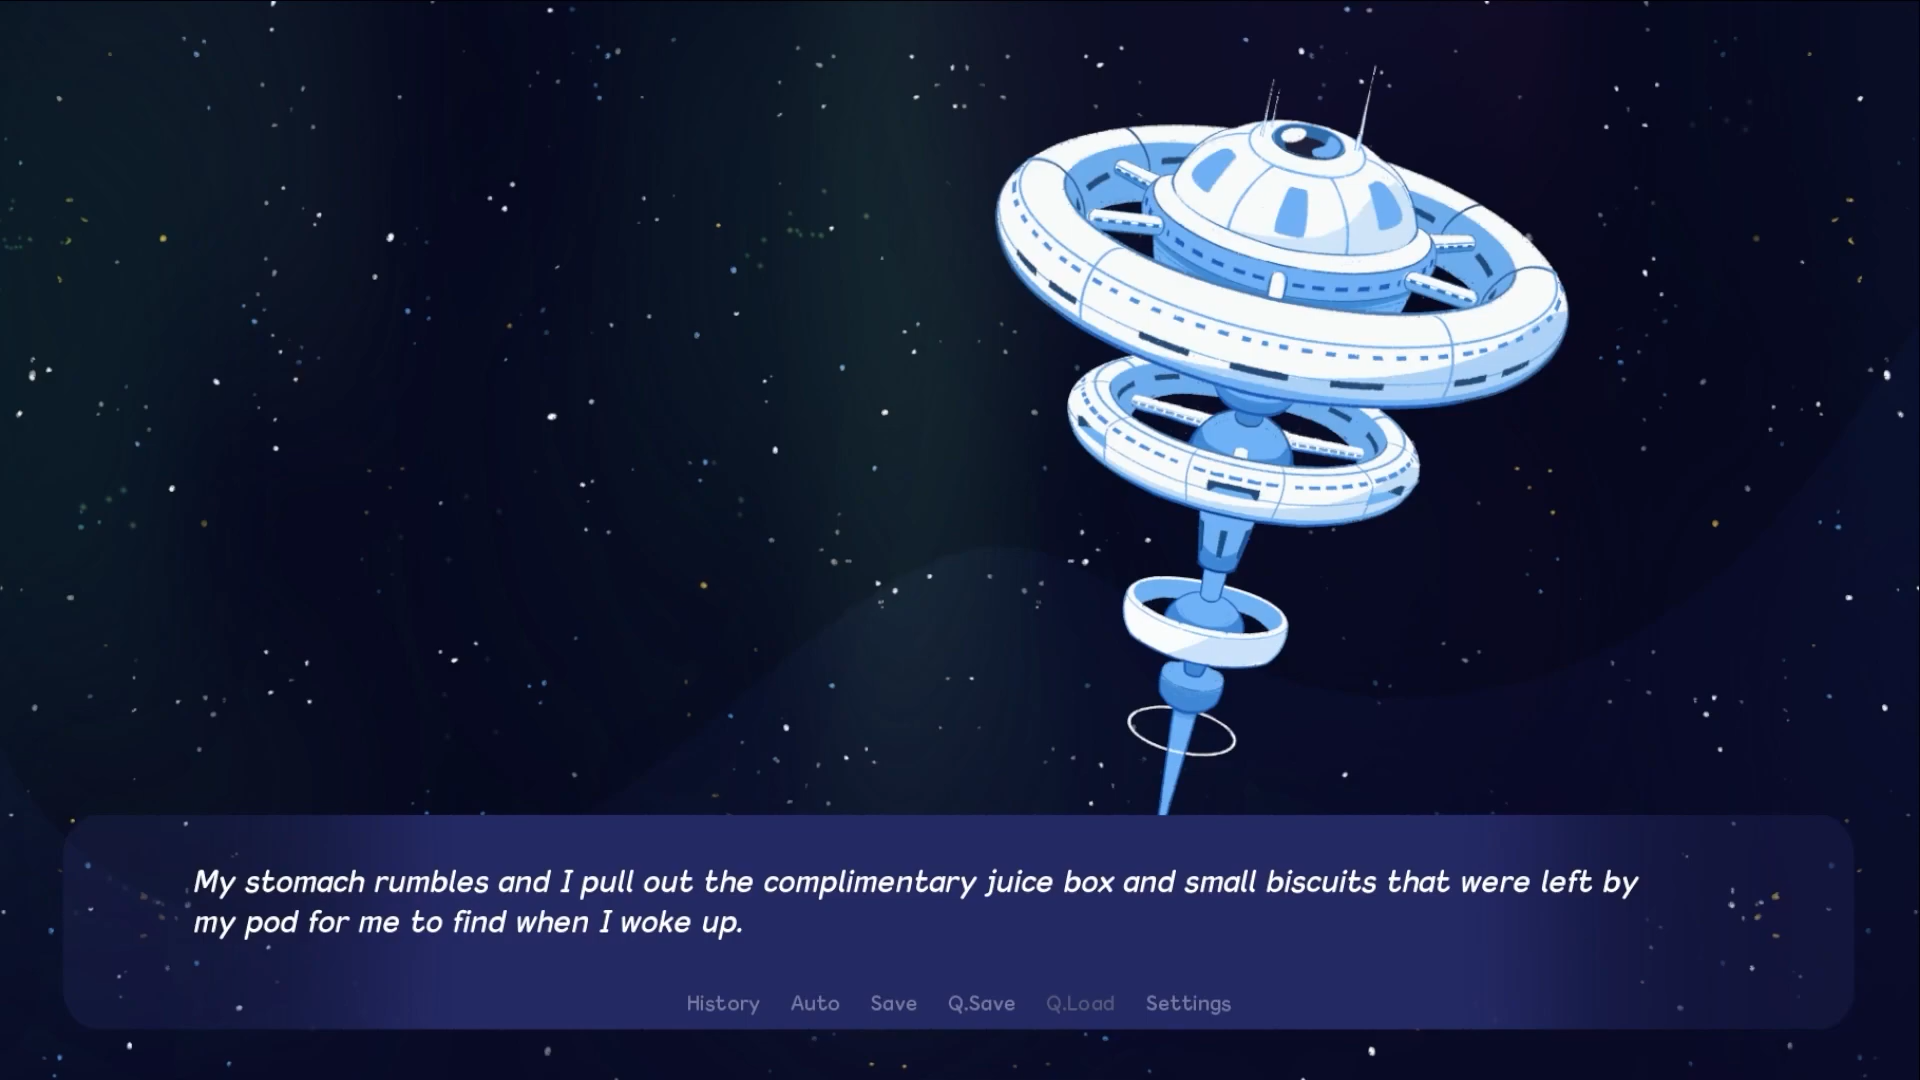 My stomach rumbles and I pull out the complimentary juice box and small biscuits that were left by
my pod for me to find when I woke up.
History Auto Save Q.Save Q.Load Settings